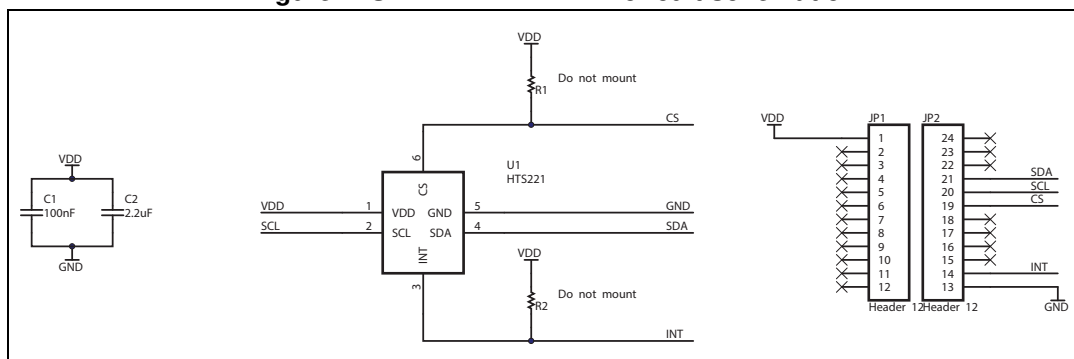 VDD
R1
Do not mount
CS
VDD
C1
100nF
C2
2.2uF
GND
U1
HTS221
6
CS
VDD
1
VDD
GND
5
GND
SCL
2
SCL
SDA
4
SDA
INT
3
VDD
R2
Do not mount
INT
VDD
JP1
1
2
3
4
5
6
7
8
9
10
11
12
Header 12
JP2
24
23
22
21
SDA
20
SCL
19
CS
18
17
16
15
14
INT
13
GND
Header 12